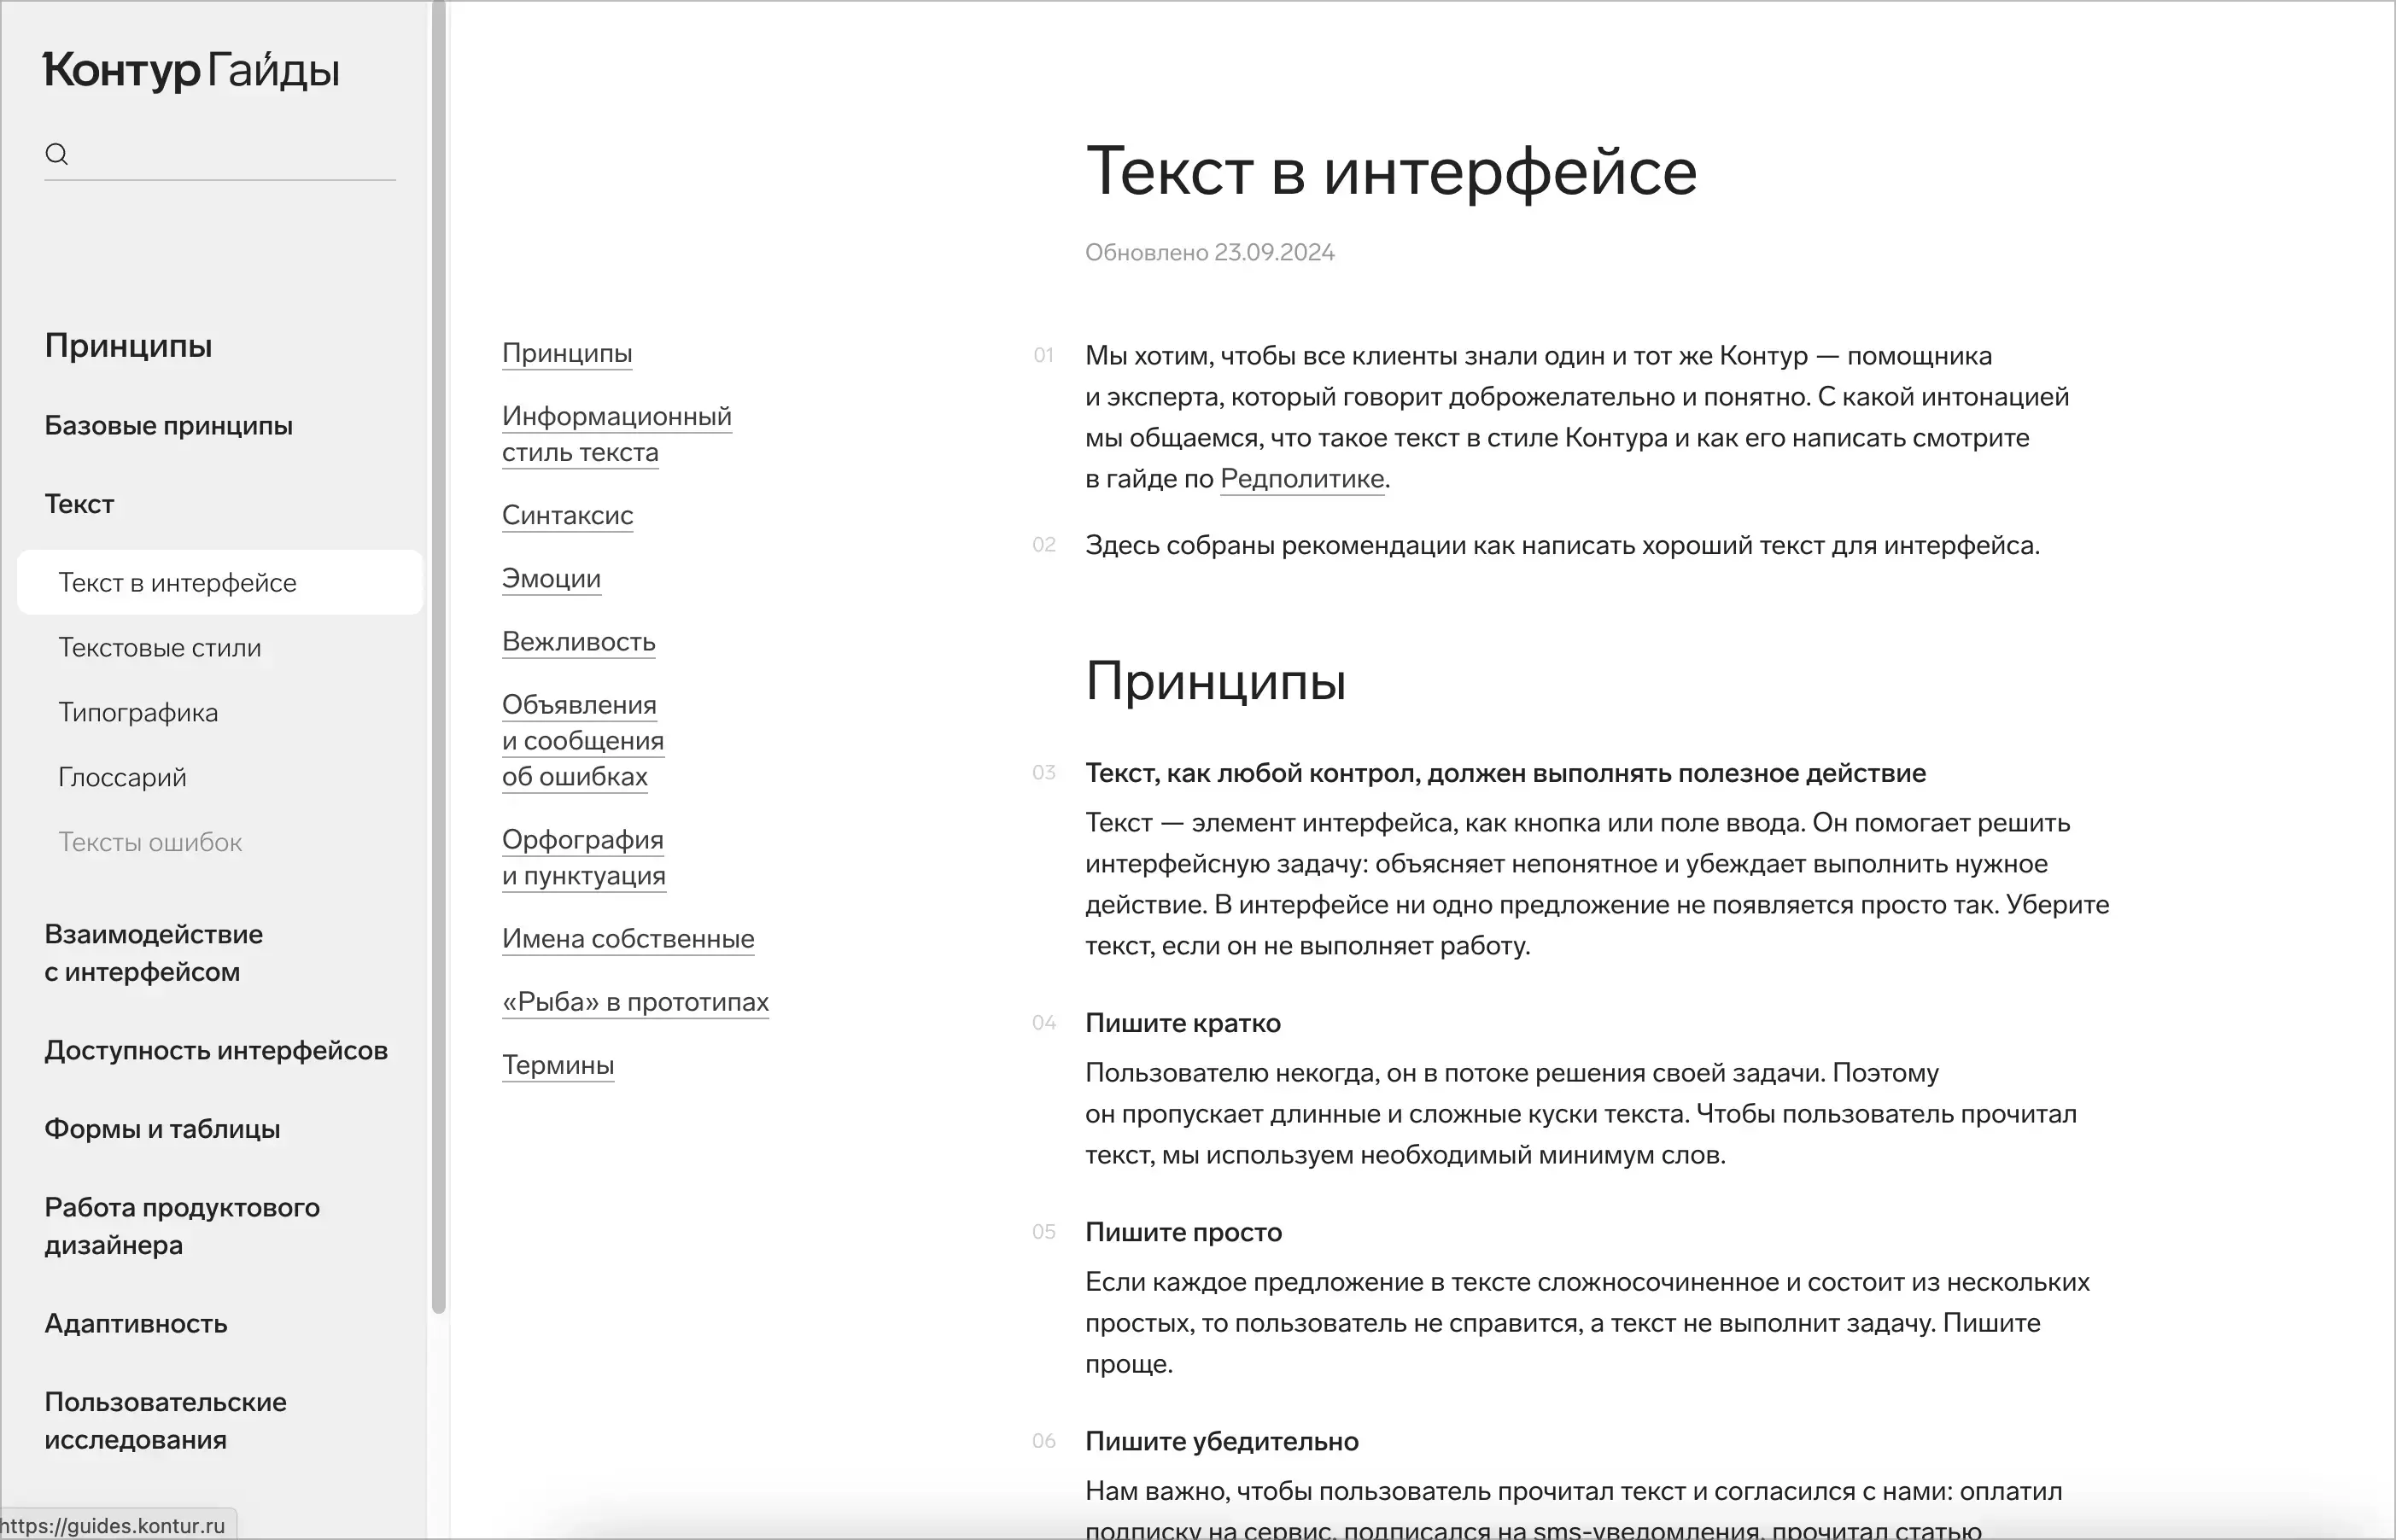 Контур Гайды
Принципы
Базовые принципы
Текст
Текст в интерфейсе
Текстовые стили
Типографика
Глоссарий
Тексты ошибок
Взаимодействие
с интерфейсом
Доступность интерфейсов
Формы и таблицы
Работа продуктового
дизайнера
Адаптивность
Пользовательские
исследования
https://guides.kontur.ru
Принципы
Информационный
стиль текста
Синтаксис
Эмоции
Вежливость
Объявления
и сообщения
об ошибках
Орфография
и пунктуация
Имена собственные
«Рыба» в прототипах
Термины
Текст в интерфейсе
Обновлено 23.09.2024
01 Мы хотим, чтобы все клиенты знали один и тот же Контур — помощника
и эксперта, который говорит доброжелательно и понятно. С какой интонацией
мы общаемся, что такое текст в стиле Контура и как его написать смотрите
в гайде по Редполитике.
02 Здесь собраны рекомендации как написать хороший текст для интерфейса.
Принципы
03 Текст, как любой контрол, должен выполнять полезное действие
Текст — элемент интерфейса, как кнопка или поле ввода. Он помогает решить
интерфейсную задачу: объясняет непонятное и убеждает выполнить нужное
действие. В интерфейсе ни одно предложение не появляется просто так. Уберите
текст, если он не выполняет работу.
04 Пишите кратко
Пользователю некогда, он в потоке решения своей задачи. Поэтому
он пропускает длинные и сложные куски текста. Чтобы пользователь прочитал
текст, мы используем необходимый минимум слов.
05 Пишите просто
Если каждое предложение в тексте сложносочиненное и состоит из нескольких
простых, то пользователь не справится, а текст не выполнит задачу. Пишите
проще.
06 Пишите убедительно
Нам важно, чтобы пользователь прочитал текст и согласился с нами: оплатил
подписку на сервис, подписался на sms-уведомления, прочитал статью